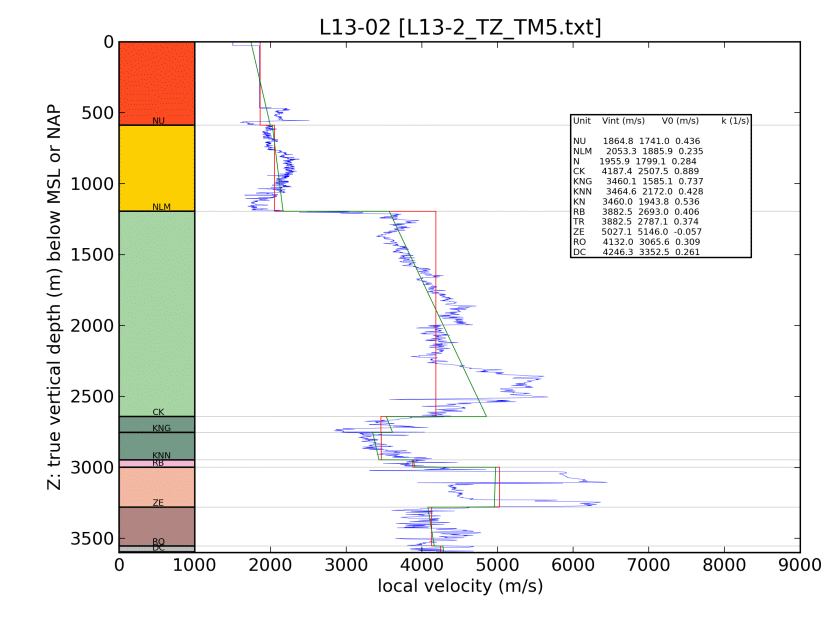 L13-02 [L13-2_TZ_TM5.txt]
Z: true vertical depth (m) below MSL or NAP
0
500
1000
1500
2000
2500
3000
3500
NU
NLM
CK
KNG
KNN
RB
ZE
RO
DC
Unit Vint (m/s) V0 (m/s) k (1/s)
NU 1864.8 1741.0 0.436
NLM 2053.3 1885.9 0.235
N 1955.9 1799.1 0.284
CK 4187.4 2507.5 0.889
KNG 3460.1 1585.1 0.737
KNN 3464.6 2172.0 0.428
KN 3460.0 1943.8 0.536
RB 3882.5 2693.0 0.406
TR 3882.5 2787.1 0.374
ZE 5027.1 5146.0 -0.057
RO 4132.0 3065.6 0.309
DC 4246.3 3352.5 0.261
0 1000 2000 3000 4000 5000 6000 7000 8000 9000
local velocity (m/s)